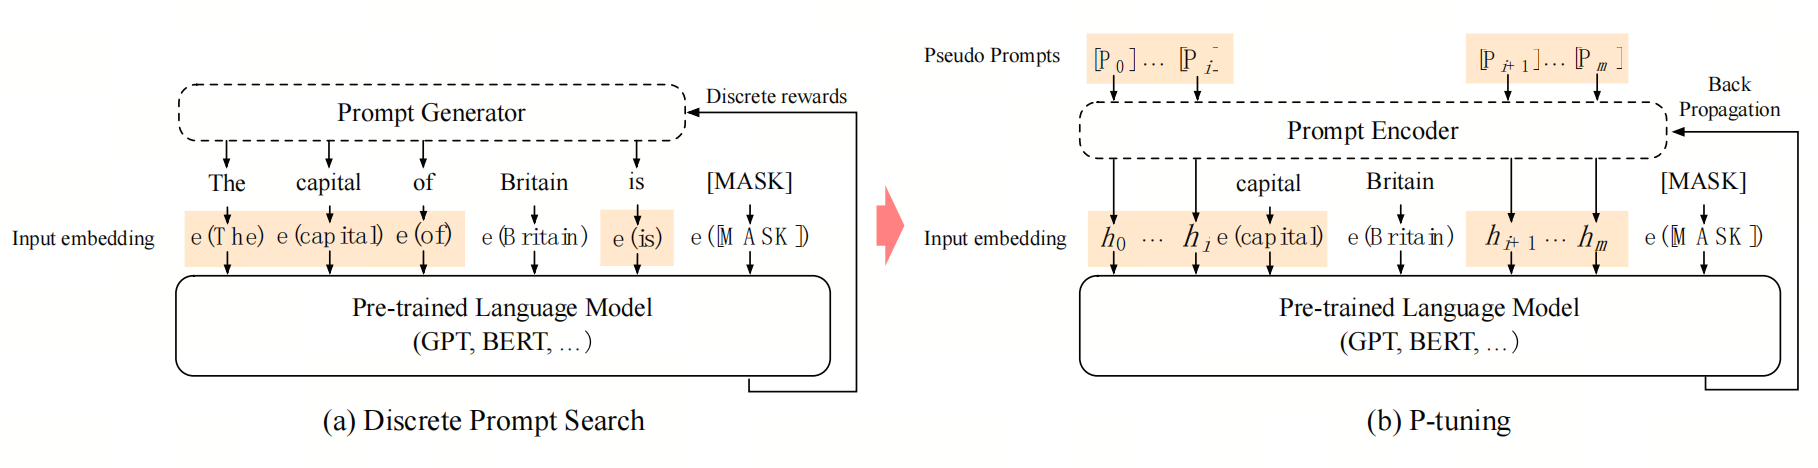 Discrete rewards
Prompt Generator
The capital of Britain is [MASK]
Input embedding e(The) e(capital) e(of) e(Britain) e(is) e([MASK])
Pre-trained Language Model
(GPT, BERT, ...)
(a) Discrete Prompt Search
Pseudo Prompts [P0] ... [Pi] [Pi+1] ... [Pm]
Back
Propagation
Prompt Encoder
capital Britain [MASK]
Input embedding h0 ... hi e(capital) e(Britain) hi+1 ... hm e([MASK])
Pre-trained Language Model
(GPT, BERT, ...)
(b) P-tuning